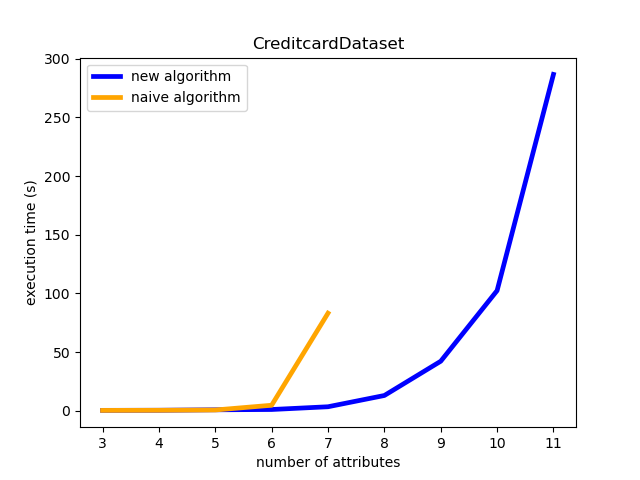 CreditcardDataset
new algorithm
naive algorithm
execution time (s)
300
250
200
150
100
50
0
3 4 5 6 7 8 9 10 11
number of attributes